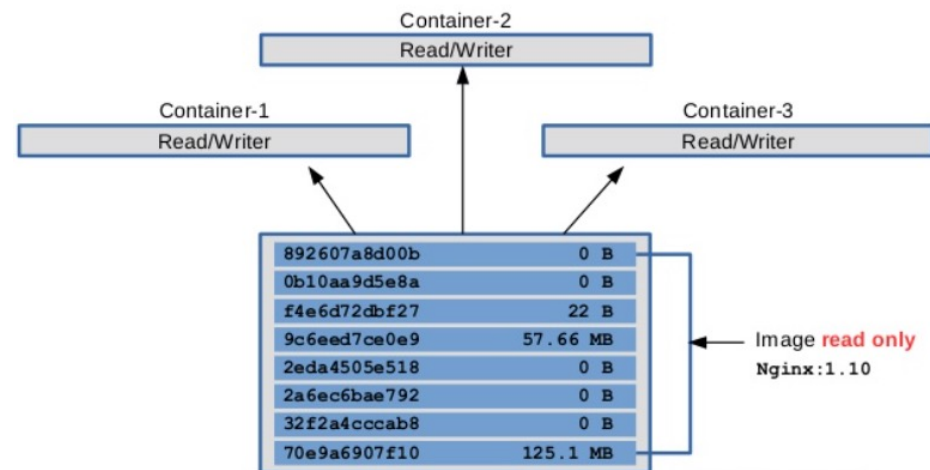 Container-2
Read/Writer
Container-1
Container-3
Read/Writer
Read/Writer
892607a8d00b 0 B
0b10aa9d5e8a 0 B
f4e6d72dbf27 22 B
9c6eed7ce0e9 57.66 MB
2eda4505e518 0 B
2a6ec6bae792 0 B
32f2a4cccab8 0 B
70e9a6907f10 125.1 MB
Image read only
Nginx:1.10